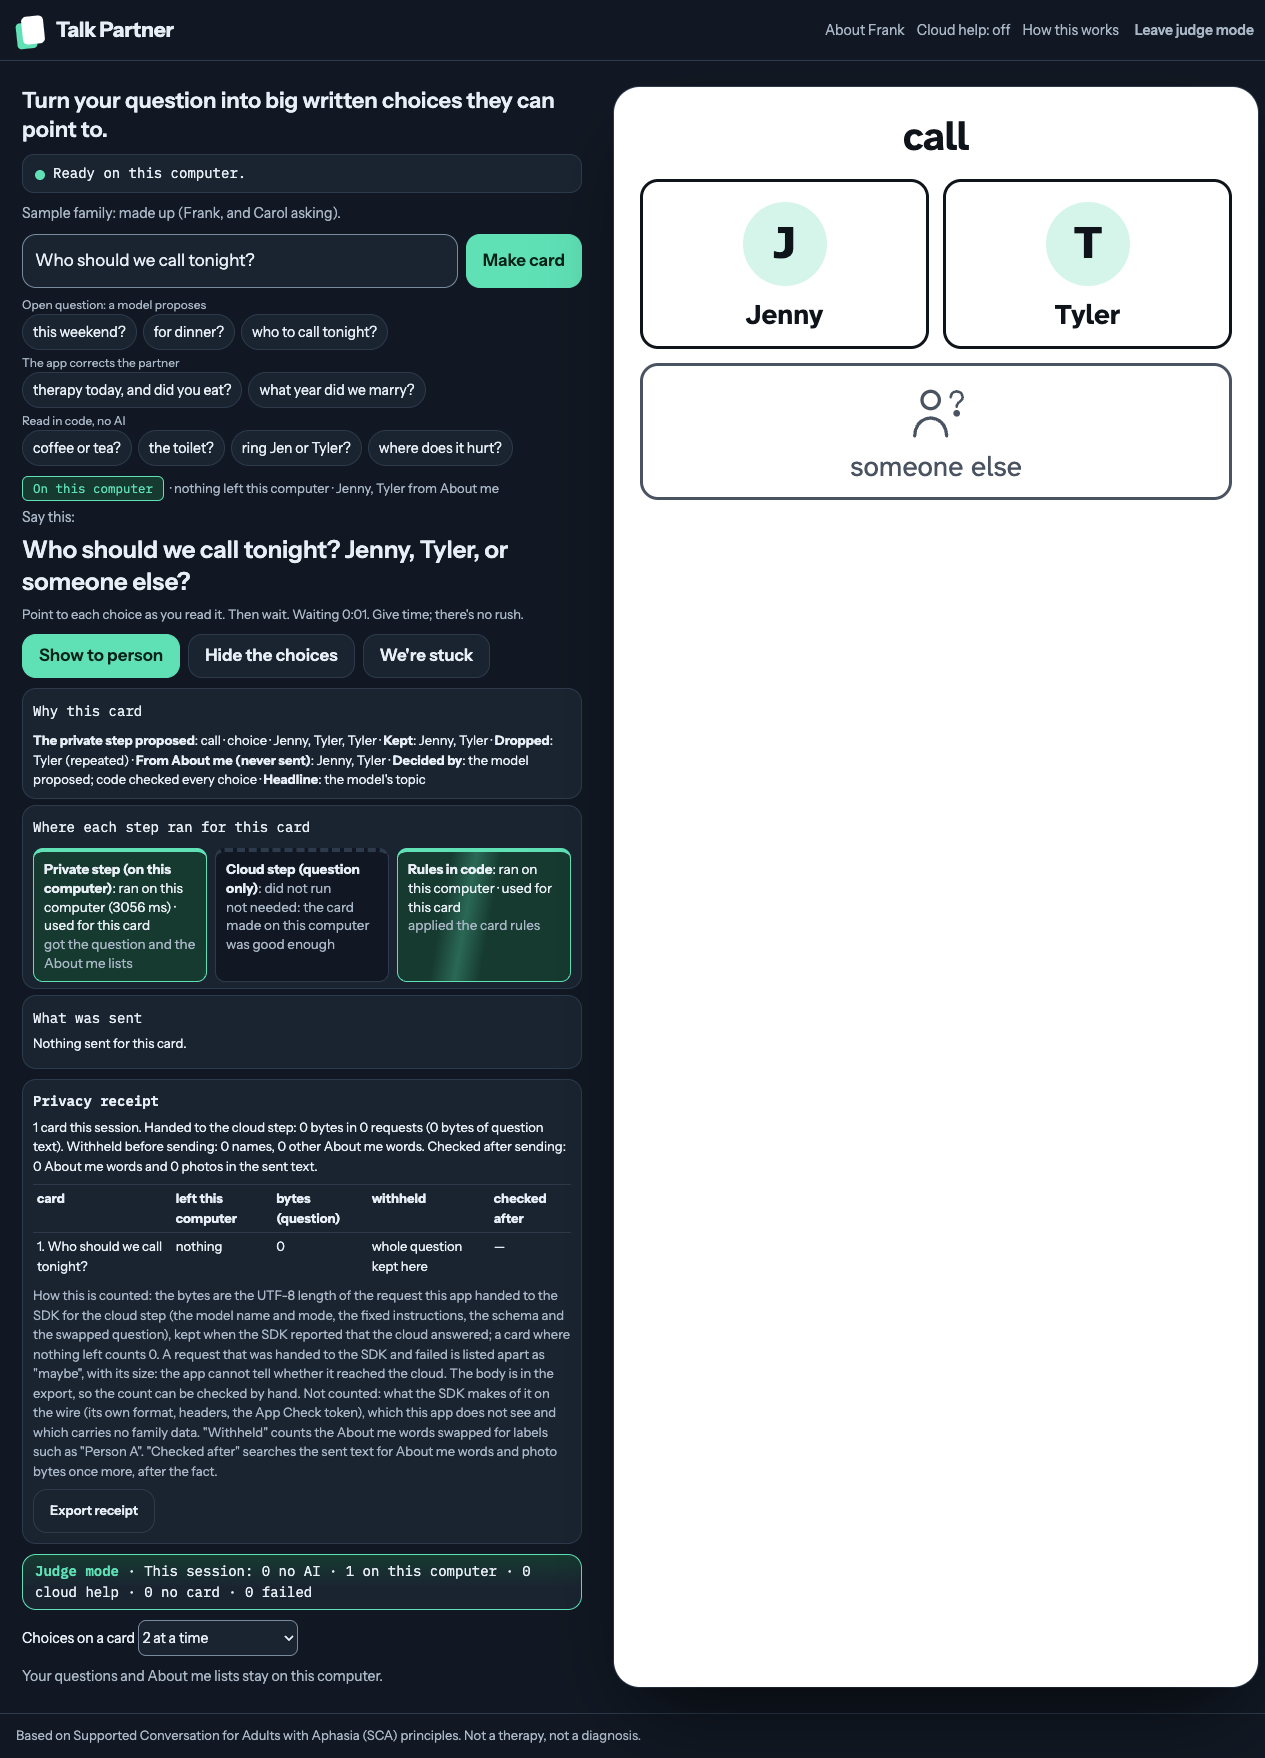 Talk Partner
About Frank Cloud help: off How this works Leave judge mode
Turn your question into big written choices they can
point to.
Ready on this computer.
Sample family: made up (Frank, and Carol asking).
Who should we call tonight?
Make card
Open question: a model proposes
this weekend? for dinner? who to call tonight?
The app corrects the partner
therapy today, and did you eat? what year did we marry?
Read in code, no AI
coffee or tea? the toilet? ring Jen or Tyler? where does it hurt?
On this computer · nothing left this computer · Jenny, Tyler from About me
Say this:
Who should we call tonight? Jenny, Tyler, or
someone else?
Point to each choice as you read it. Then wait. Waiting 0:01. Give time; there's no rush.
Show to person Hide the choices We're stuck
Why this card
The private step proposed: call · choice · Jenny, Tyler, Tyler · Kept: Jenny, Tyler · Dropped:
Tyler (repeated) · From About me (never sent): Jenny, Tyler · Decided by: the model
proposed; code checked every choice · Headline: the model's topic
Where each step ran for this card
Private step (on this
computer): ran on this
computer (3056 ms) ·
used for this card
got the question and the
About me lists
Cloud step (question
only): did not run
not needed: the card
made on this computer
was good enough
Rules in code: ran on
this computer · used for
this card
applied the card rules
What was sent
Nothing sent for this card.
Privacy receipt
1 card this session. Handed to the cloud step: 0 bytes in 0 requests (0 bytes of question
text). Withheld before sending: 0 names, 0 other About me words. Checked after sending:
0 About me words and 0 photos in the sent text.
card left this computer bytes (question) withheld checked after
1. Who should we call tonight? nothing 0 whole question kept here —
How this is counted: the bytes are the UTF-8 length of the request this app handed to the
SDK for the cloud step (the model name and mode, the fixed instructions, the schema and
the swapped question), kept when the SDK reported that the cloud answered; a card where
nothing left counts 0. A request that was handed to the SDK and failed is listed apart as
"maybe", with its size: the app cannot tell whether it reached the cloud. The body is in the
export, so the count can be checked by hand. Not counted: what the SDK makes of it on
the wire (its own format, headers, the App Check token), which this app does not see and
which carries no family data. "Withheld" counts the About me words swapped for labels
such as "Person A". "Checked after" searches the sent text for About me words and photo
bytes once more, after the fact.
Export receipt
Judge mode · This session: 0 no AI · 1 on this computer · 0
cloud help · 0 no card · 0 failed
Choices on a card 2 at a time
Your questions and About me lists stay on this computer.
call
J
Jenny
T
Tyler
?
someone else
Based on Supported Conversation for Adults with Aphasia (SCA) principles. Not a therapy, not a diagnosis.